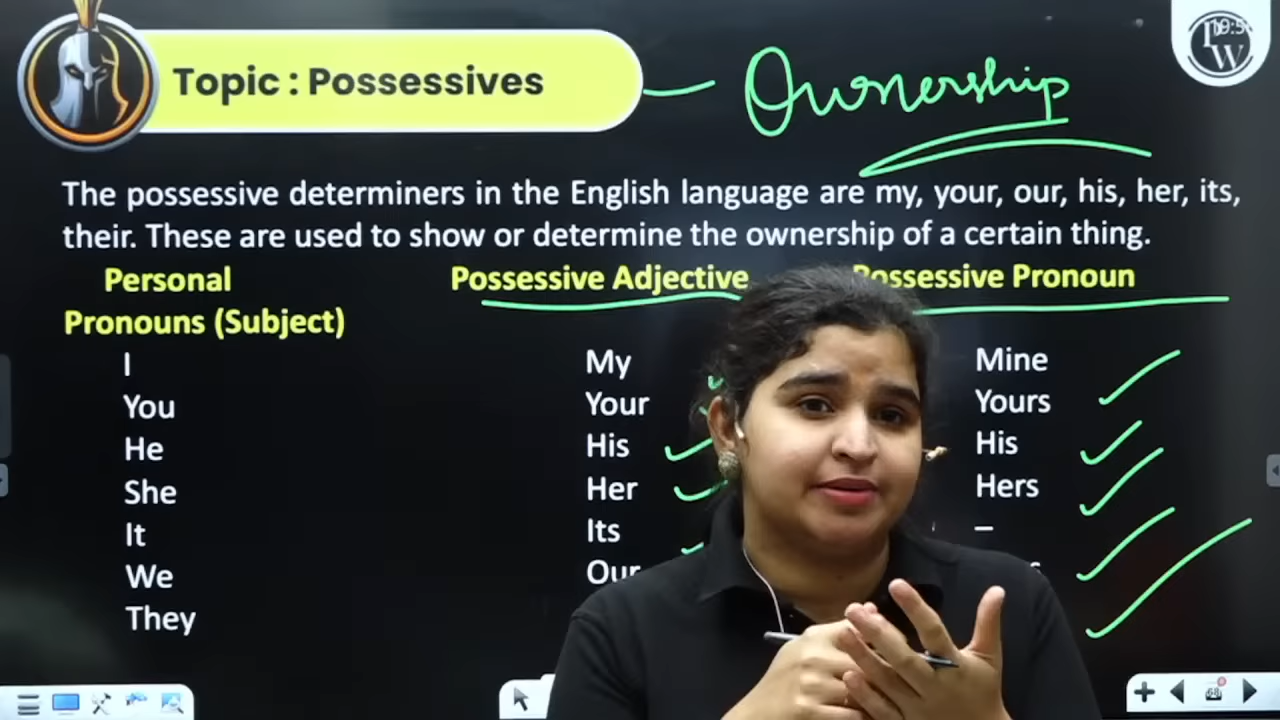 Topic : Possessives — Ownership
PW
The possessive determiners in the English language are my, your, our, his, her, its,
their. These are used to show or determine the ownership of a certain thing.
Personal Possessive Adjective Possessive Pronoun
Pronouns (Subject)
I My Mine
You Your Yours
He His His
She Her Hers
It Its –
We Our
They
68